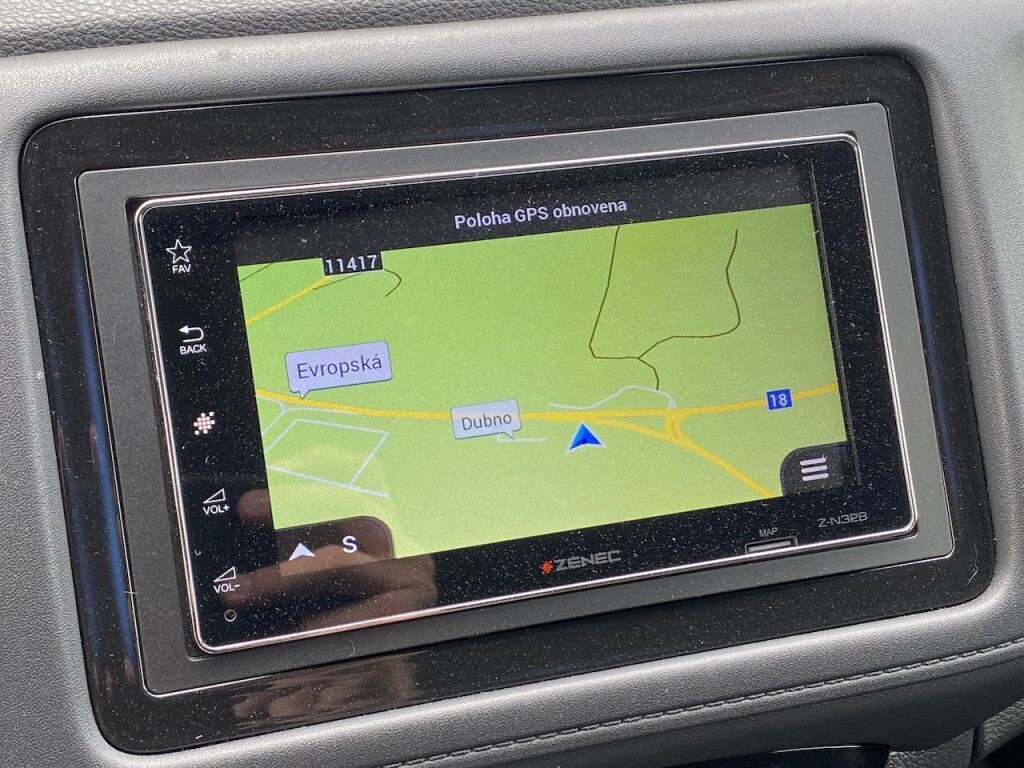 Poloha GPS obnovena
FAV
11417
BACK
Evropská
18
Dubno
VOL+
S
MAP
Z-N328
ZENEC
VOL-